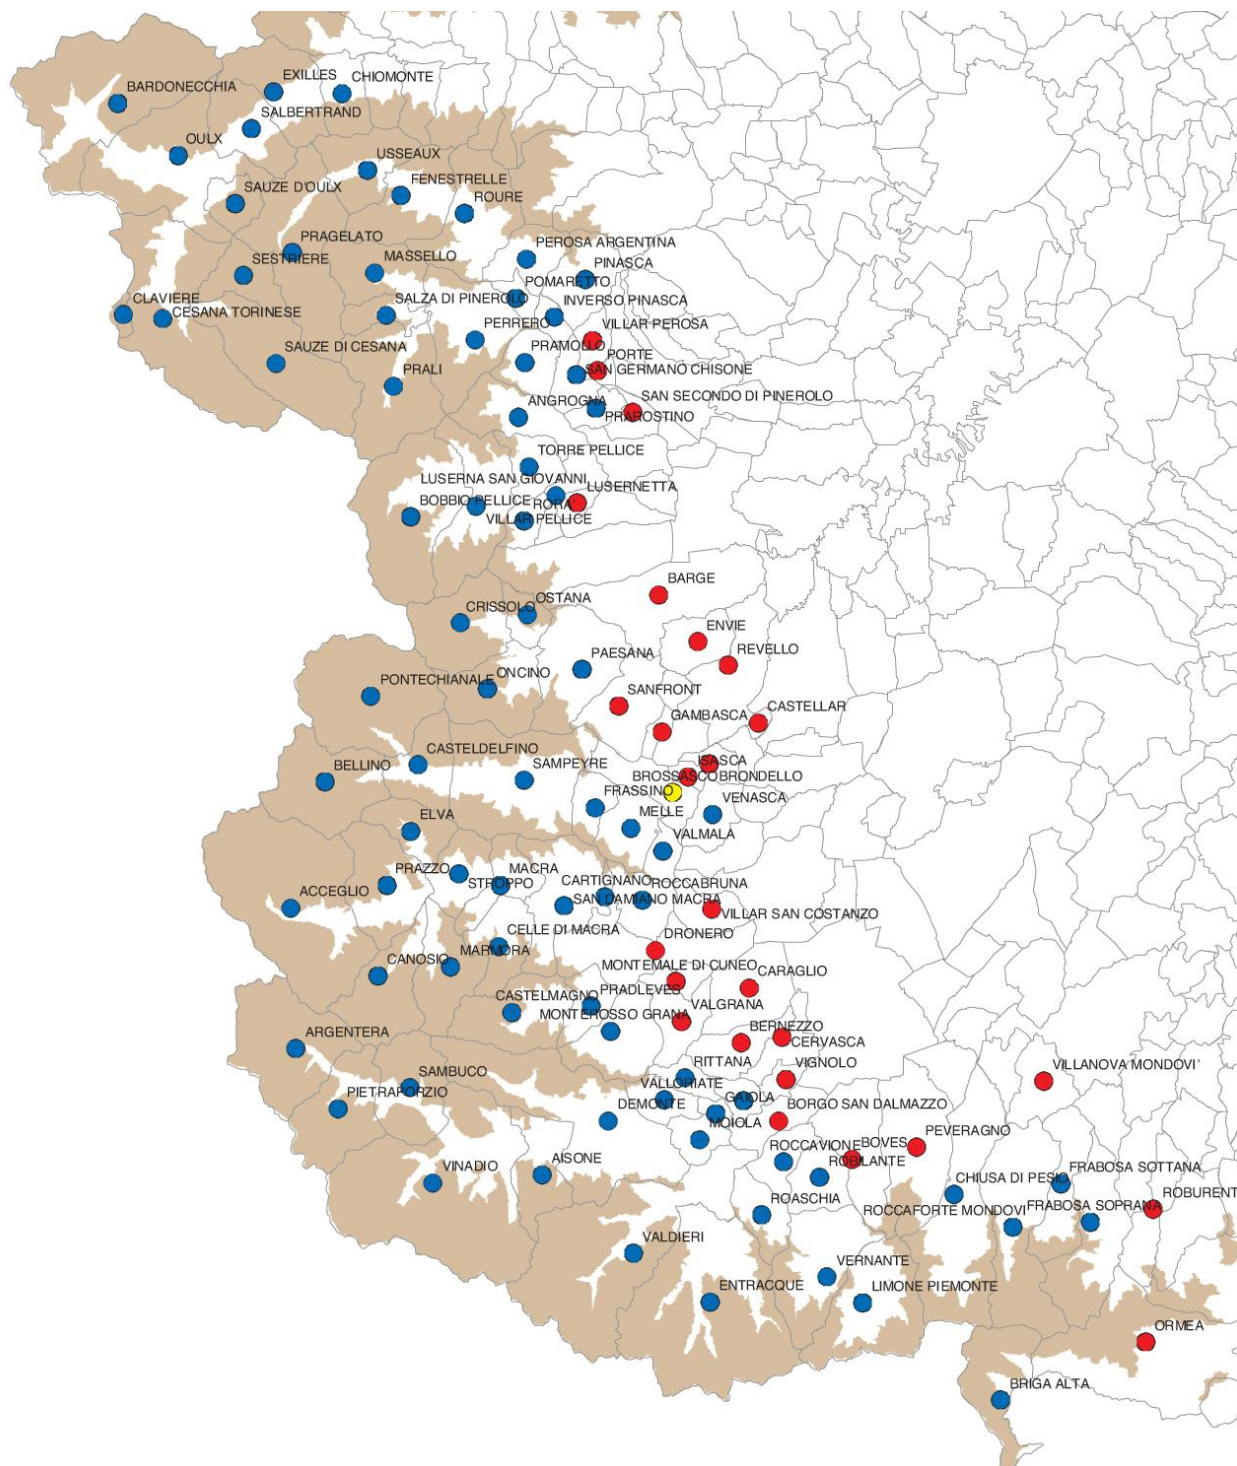 EXILLES
CHIOMONTE
BARDONECCHIA
SALBERTRAND
OULX
USSEAUX
FENESTRELLE
SAUZE D'OULX
ROURE
PEROSA ARGENTINA
PRAGELATO
PINASCA
SESTRIERE
MASSELLO
POMARETTO
CLAVIERE
SALZA DI PINEROLO
INVERSO PINASCA
CESANA TORINESE
PERRERO
VILLAR PEROSA
SAUZE DI CESANA
PRAMOLLO
PORTE
PRALI
SAN GERMANO CHISONE
ANGROGNA
SAN SECONDO DI PINEROLO
PRAROSTINO
TORRE PELLICE
LUSERNA SAN GIOVANNI
LUSERNETTA
BOBBIO PELLICE
RORA'
VILLAR PELLICE
BARGE
OSTANA
CRISSOLO
ENVIE
REVELLO
PAESANA
ONCINO
PONTECHIANALE
SANFRONT
CASTELLAR
GAMBASCA
CASTELDELFINO
SAMPEYRE
ISASCA
BELLINO
BROSSASCO
BRONDELLO
FRASSINO
VENASCA
MELLE
ELVA
VALMALA
PRAZZO
MACRA
CARTIGNANO
ROCCABRUNA
STROPPO
ACCEGLIO
SAN DAMIANO MACRA
VILLAR SAN COSTANZO
CELLE DI MACRA
DRONERO
MARMORA
CANOSIO
MONTEMALE DI CUNEO
CARAGLIO
CASTELMAGNO
PRADLEVES
VALGRANA
MONTEROSSO GRANA
ARGENTERA
BERNEZZO
CERVASCA
RITTANA
VIGNOLO
VILLANOVA MONDOVI'
SAMBUCO
VALLORIATE
PIETRAPORZIO
GAIOLA
DEMONTE
MOIOLA
BORGO SAN DALMAZZO
PEVERAGNO
ROCCAVIONE
BOVES
AISONE
ROBILANTE
VINADIO
CHIUSA DI PESIO
FRABOSA SOTTANA
ROASCHIA
ROCCAFORTE MONDOVI
FRABOSA SOPRANA
ROBURENT
VALDIERI
VERNANTE
ENTRACQUE
LIMONE PIEMONTE
ORMEA
BRIGA ALTA